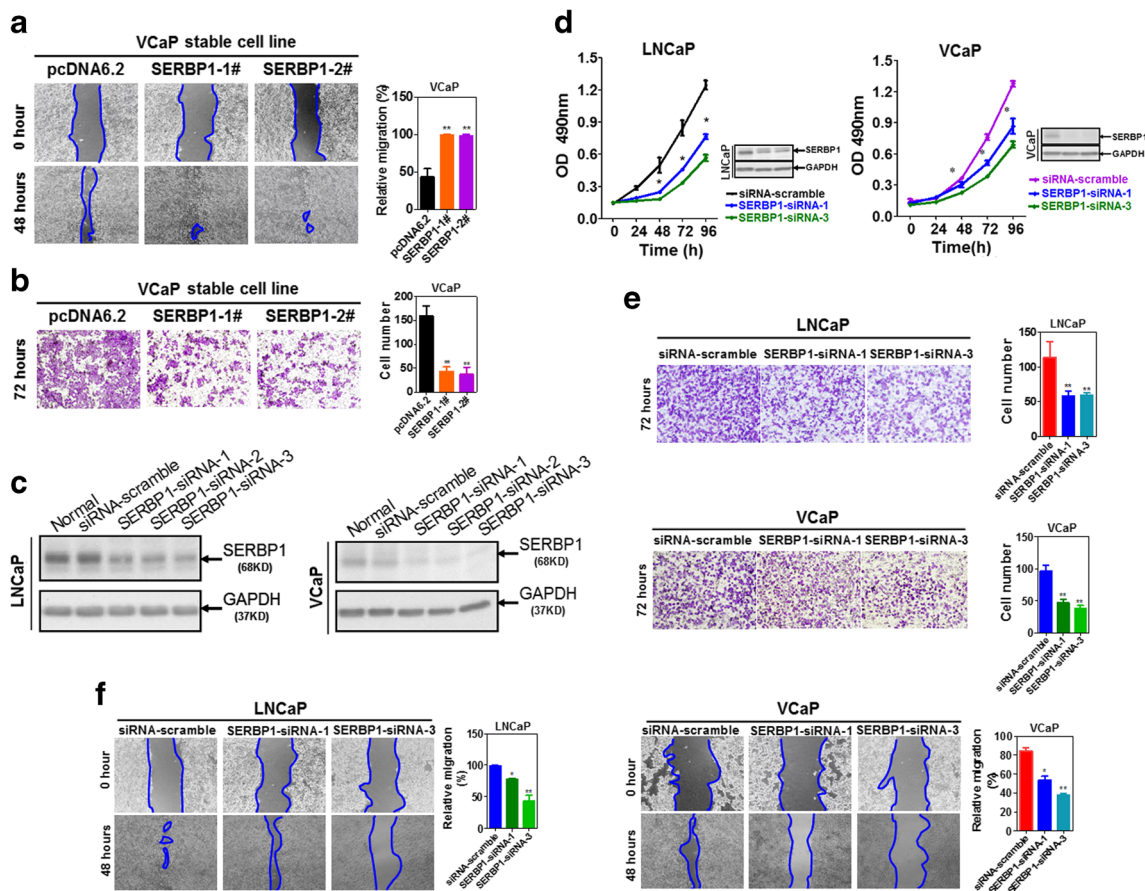 a
VCaP stable cell line
pcDNA6.2 SERBP1-1# SERBP1-2#
0 hour
48 hours
VCaP
Relative migration (%)
150
100
50
0
** **
pcDNA6.2
SERBP1-1#
SERBP1-2#
b
VCaP stable cell line
pcDNA6.2 SERBP1-1# SERBP1-2#
72 hours
VCaP
Cell number
200
150
100
50
0
** **
pcDNA6.2
SERBP1-1#
SERBP1-2#
c
Normal
siRNA-scramble
SERBP1-siRNA-1
SERBP1-siRNA-2
SERBP1-siRNA-3
LNCaP
SERBP1
(68KD)
GAPDH
(37KD)
Normal
siRNA-scramble
SERBP1-siRNA-1
SERBP1-siRNA-2
SERBP1-siRNA-3
VCaP
SERBP1
(68KD)
GAPDH
(37KD)
d
LNCaP
OD 490nm
1.5
1.2
0.9
0.6
0.3
0.0
* * *
0 24 48 72 96
Time (h)
LNCaP
SERBP1
GAPDH
siRNA-scramble
SERBP1-siRNA-1
SERBP1-siRNA-3
VCaP
OD 490nm
1.5
1.2
0.9
0.6
0.3
0.0
* * *
0 24 48 72 96
Time(h)
VCaP
SERBP1
GAPDH
siRNA-scramble
SERBP1-siRNA-1
SERBP1-siRNA-3
e
LNCaP
siRNA-scramble SERBP1-siRNA-1 SERBP1-siRNA-3
72 hours
LNCaP
Cell number
150
100
50
0
** **
siRNA-scramble
SERBP1-siRNA-1
SERBP1-siRNA-3
VCaP
siRNA-scramble SERBP1-siRNA-1 SERBP1-siRNA-3
72 hours
VCaP
Cell number
150
100
50
0
** **
siRNA-scramble
SERBP1-siRNA-1
SERBP1-siRNA-3
f
LNCaP
siRNA-scramble SERBP1-siRNA-1 SERBP1-siRNA-3
0 hour
48 hours
LNCaP
Relative migration
(%)
150
100
50
0
* **
siRNA-scramble
SERBP1-siRNA-1
SERBP1-siRNA-3
VCaP
siRNA-scramble SERBP1-siRNA-1 SERBP1-siRNA-3
0 hour
48 hours
VCaP
Relative migration
(%)
100
80
60
40
20
0
* **
siRNA-scramble
SERBP1-siRNA-1
SERBP1-siRNA-3